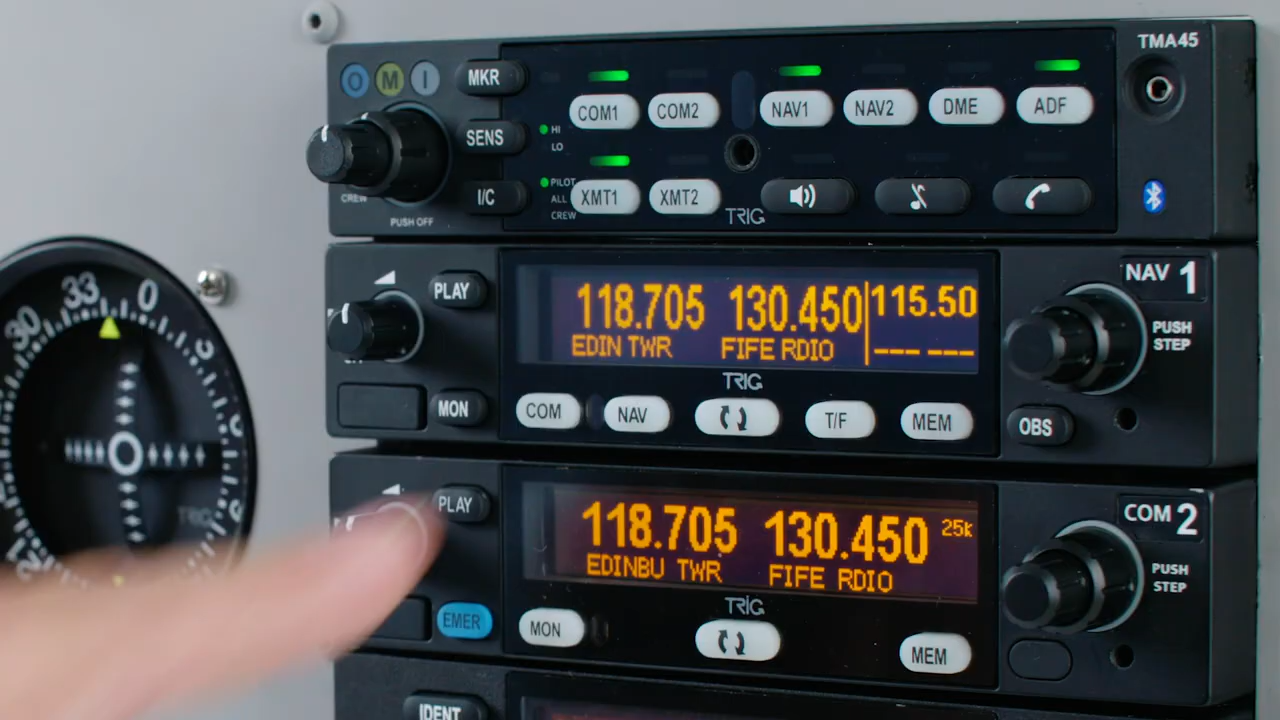 TMA45
O M I MKR
COM1 COM2 NAV1 NAV2 DME ADF
SENS HI
LO
I/C PILOT
ALL
CREW
XMT1 XMT2
CREW
PUSH OFF
TRIG
PLAY
118.705 130.450 115.50
EDIN TWR FIFE RDIO --- ---
NAV 1
PUSH
STEP
TRIG
MON
COM NAV T/F MEM
OBS
33 0
30 3
PLAY
118.705 130.450 25k
EDINBU TWR FIFE RDIO
COM 2
PUSH
STEP
TRIG
EMER
MON MEM
IDENT